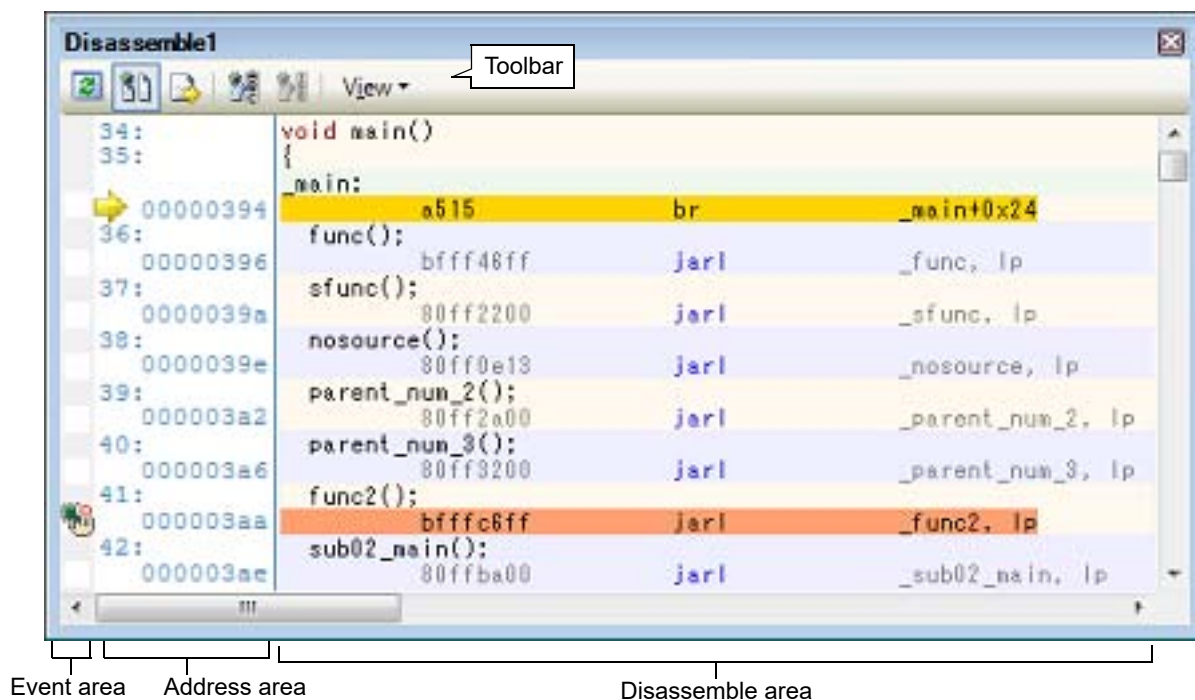 Disassemble1
View
Toolbar
34: void main()
35: {
_main:
00000394 a515 br _main+0x24
36: func();
00000396 bfff46ff jarl _func, lp
37: sfunc();
0000039a 80ff2200 jarl _sfunc, lp
38: nosource();
0000039e 80ff0e13 jarl _nosource, lp
39: parent_num_2();
000003a2 80ff2a00 jarl _parent_num_2, lp
40: parent_num_3();
000003a6 80ff3200 jarl _parent_num_3, lp
41: func2();
000003aa bfffc6ff jarl _func2, lp
42: sub02_main();
000003ae 80ffba00 jarl _sub02_main, lp
Event area Address area Disassemble area